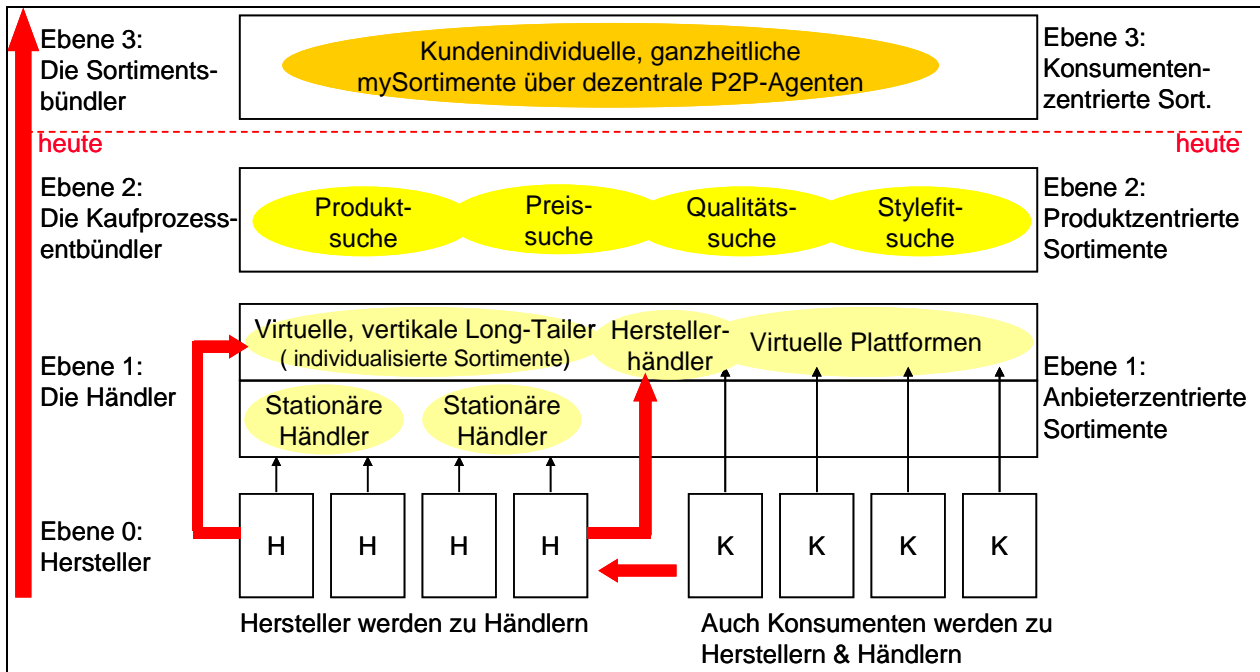 Ebene 3:
Die Sortiments-
bündler
Kundenindividuelle, ganzheitliche
mySortimente über dezentrale P2P-Agenten
Ebene 3:
Konsumenten-
zentrierte Sort.
heute
heute
Ebene 2:
Die Kaufprozess-
entbündler
Produkt-
suche
Preis-
suche
Qualitäts-
suche
Stylefit-
suche
Ebene 2:
Produktzentrierte
Sortimente
Ebene 1:
Die Händler
Virtuelle, vertikale Long-Tailer
( individualisierte Sortimente)
Hersteller-
händler
Virtuelle Plattformen
Stationäre
Händler
Stationäre
Händler
Ebene 1:
Anbieterzentrierte
Sortimente
Ebene 0:
Hersteller
H
H
H
H
K
K
K
K
Hersteller werden zu Händlern
Auch Konsumenten werden zu
Herstellern & Händlern